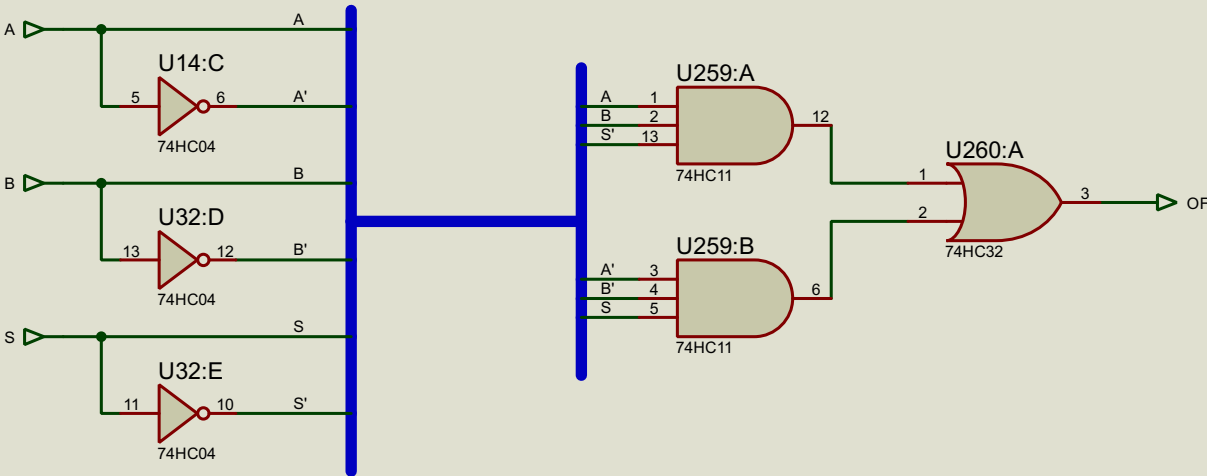 A
A
U14:C
5
6
A'
74HC04
B
B
U32:D
13
12
B'
74HC04
S
S
U32:E
11
10
S'
74HC04
U259:A
A
1
B
2
S'
13
12
74HC11
U259:B
A'
3
B'
4
S
5
6
74HC11
U260:A
1
2
3
74HC32
OF